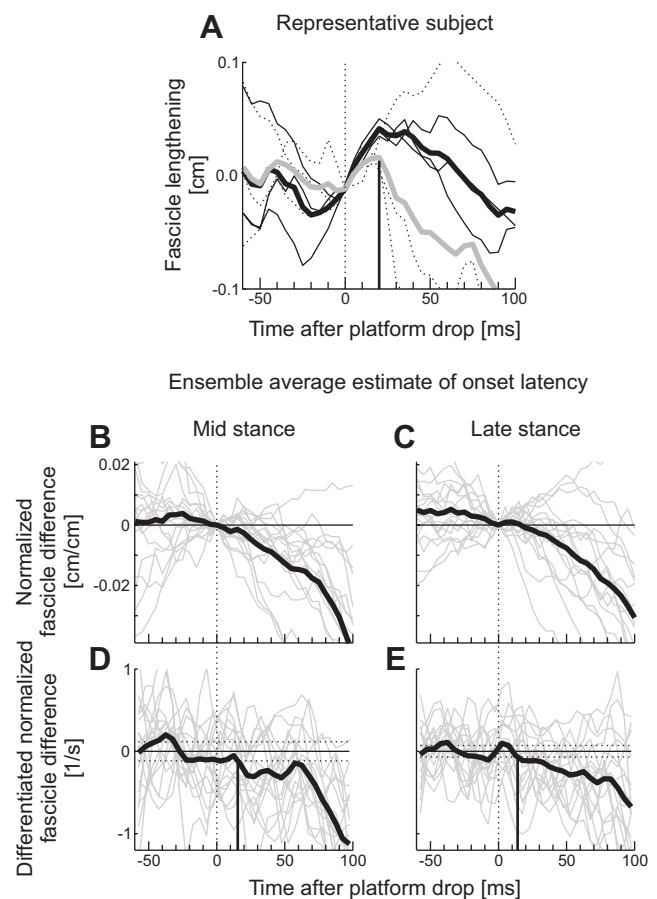 A
Representative subject
Fascicle lengthening
[cm]
0.1
0.0
-0.1
-50
0
50
100
Time after platform drop [ms]
Ensemble average estimate of onset latency
B
Mid stance
C
Late stance
Normalized
fascicle difference
[cm/cm]
0.02
0
-0.02
D
E
Differentiated normalized
fascicle difference
[1/s]
1
0
-1
-50
0
50
100
-50
0
50
100
Time after platform drop [ms]